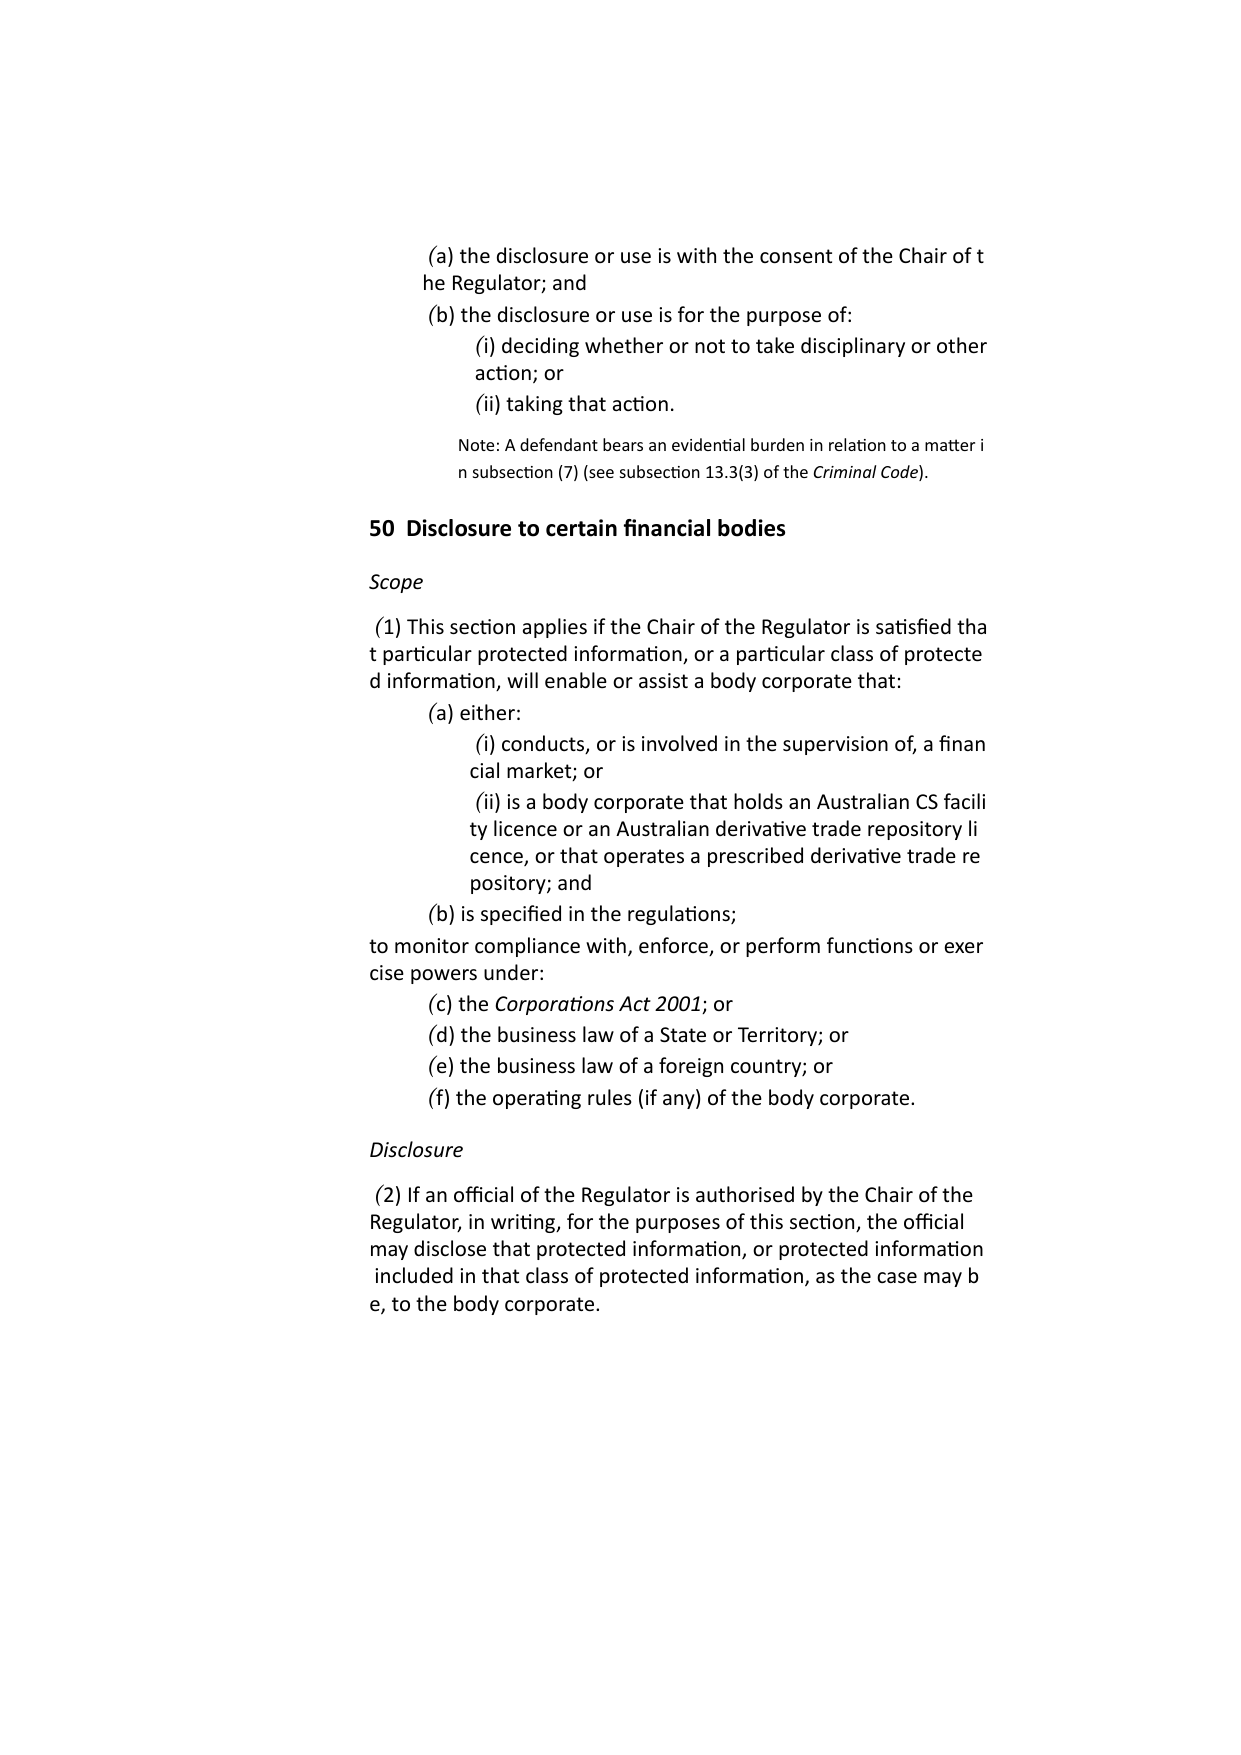 (a) the disclosure or use is with the consent of the Chair of t
he Regulator; and
(b) the disclosure or use is for the purpose of:
(i) deciding whether or not to take disciplinary or other
action; or
(ii) taking that action.
Note: A defendant bears an evidential burden in relation to a matter i
n subsection (7) (see subsection 13.3(3) of the Criminal Code).
50 Disclosure to certain financial bodies
Scope
(1) This section applies if the Chair of the Regulator is satisfied tha
t particular protected information, or a particular class of protecte
d information, will enable or assist a body corporate that:
(a) either:
(i) conducts, or is involved in the supervision of, a finan
cial market; or
(ii) is a body corporate that holds an Australian CS facili
ty licence or an Australian derivative trade repository li
cence, or that operates a prescribed derivative trade re
pository; and
(b) is specified in the regulations;
to monitor compliance with, enforce, or perform functions or exer
cise powers under:
(c) the Corporations Act 2001; or
(d) the business law of a State or Territory; or
(e) the business law of a foreign country; or
(f) the operating rules (if any) of the body corporate.
Disclosure
(2) If an official of the Regulator is authorised by the Chair of the
Regulator, in writing, for the purposes of this section, the official
may disclose that protected information, or protected information
included in that class of protected information, as the case may b
e, to the body corporate.